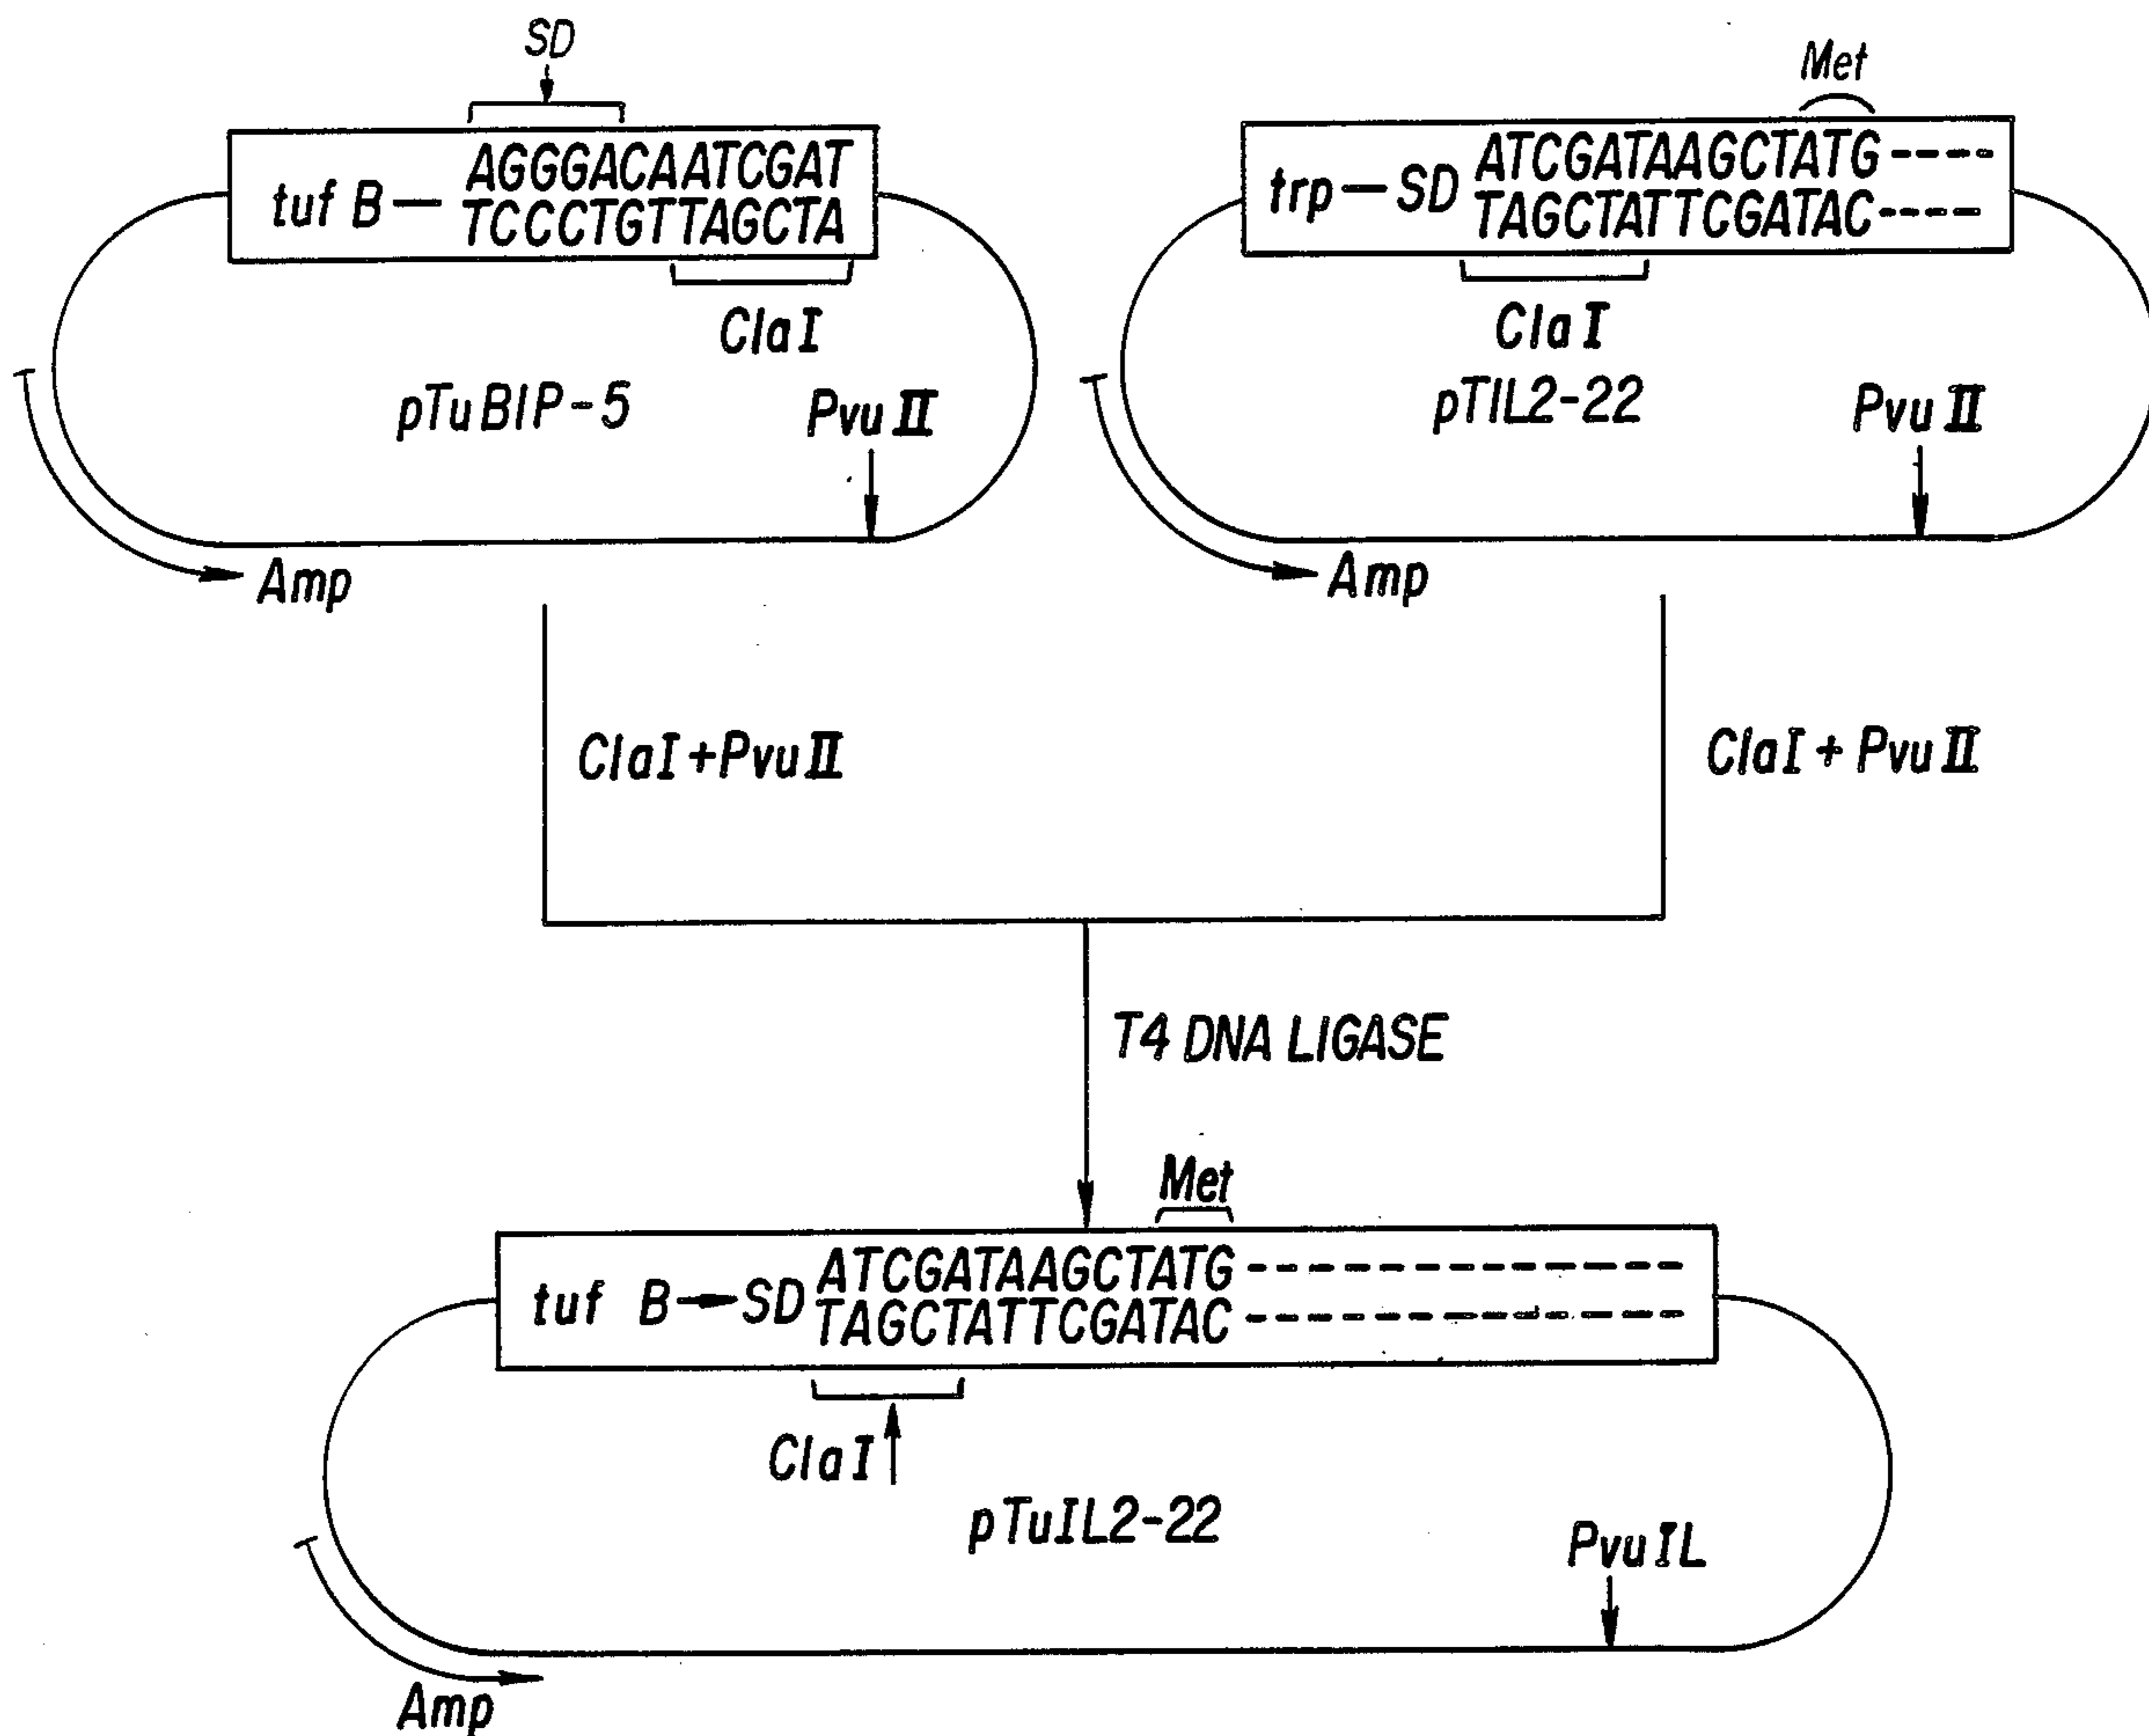 SD
AGGGACAATCGAT
tuf B—
TCCCTGTTAGCTA
ClaI
pTuBIP-5
PvuII
Amp
Met
ATCGATAAGCTATG----
trp—SD
TAGCTATTCGATAC----
ClaI
pTIL2-22
PvuII
Amp
ClaI+PvuII
ClaI+PvuII
T4 DNA LIGASE
Met
ATCGATAAGCTATG--------------
tuf B—SD
TAGCTATTCGATAC--------------
ClaI
pTuIL2-22
PvuIL
Amp